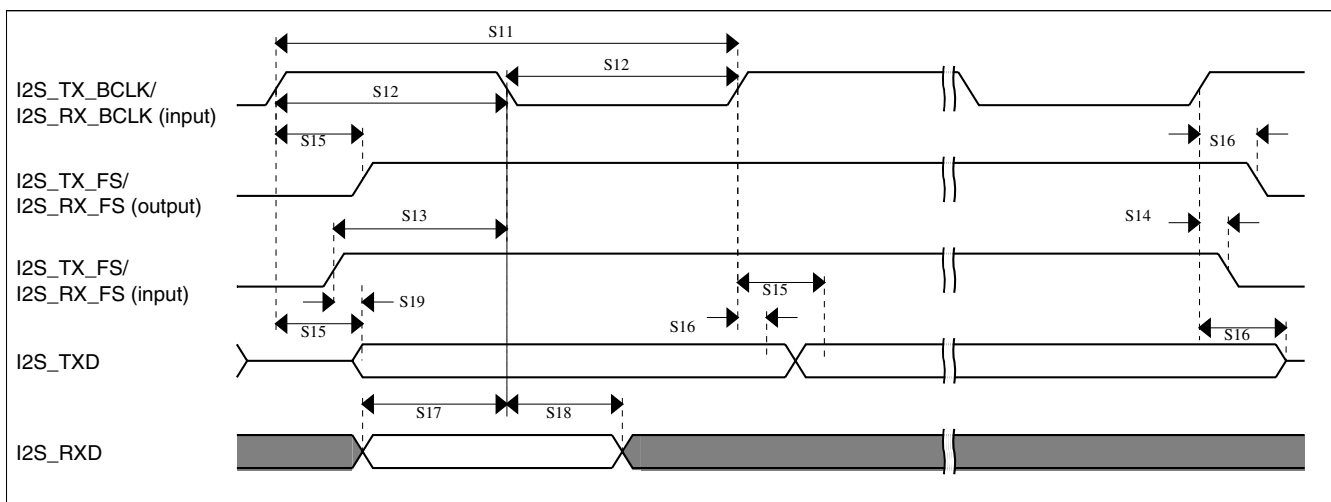 S11
I2S_TX_BCLK/
I2S_RX_BCLK (input)
S12
S12
S15
S16
I2S_TX_FS/
I2S_RX_FS (output)
S13
S14
I2S_TX_FS/
I2S_RX_FS (input)
S19
S15
S15
S16
S16
I2S_TXD
S17
S18
I2S_RXD